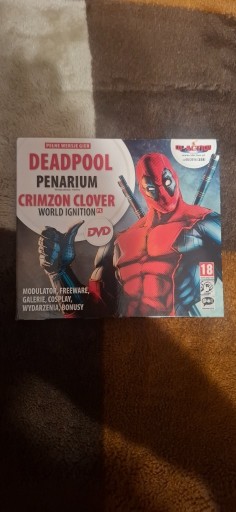 PEŁNE WERSJE GIER
DEADPOOL
PENARIUM
CRIMZON CLOVER
WORLD IGNITION
DVD
18
MODULATOR, FREEWARE,
GALERIE, COSPLAY,
WYDARZENIA, BONUSY